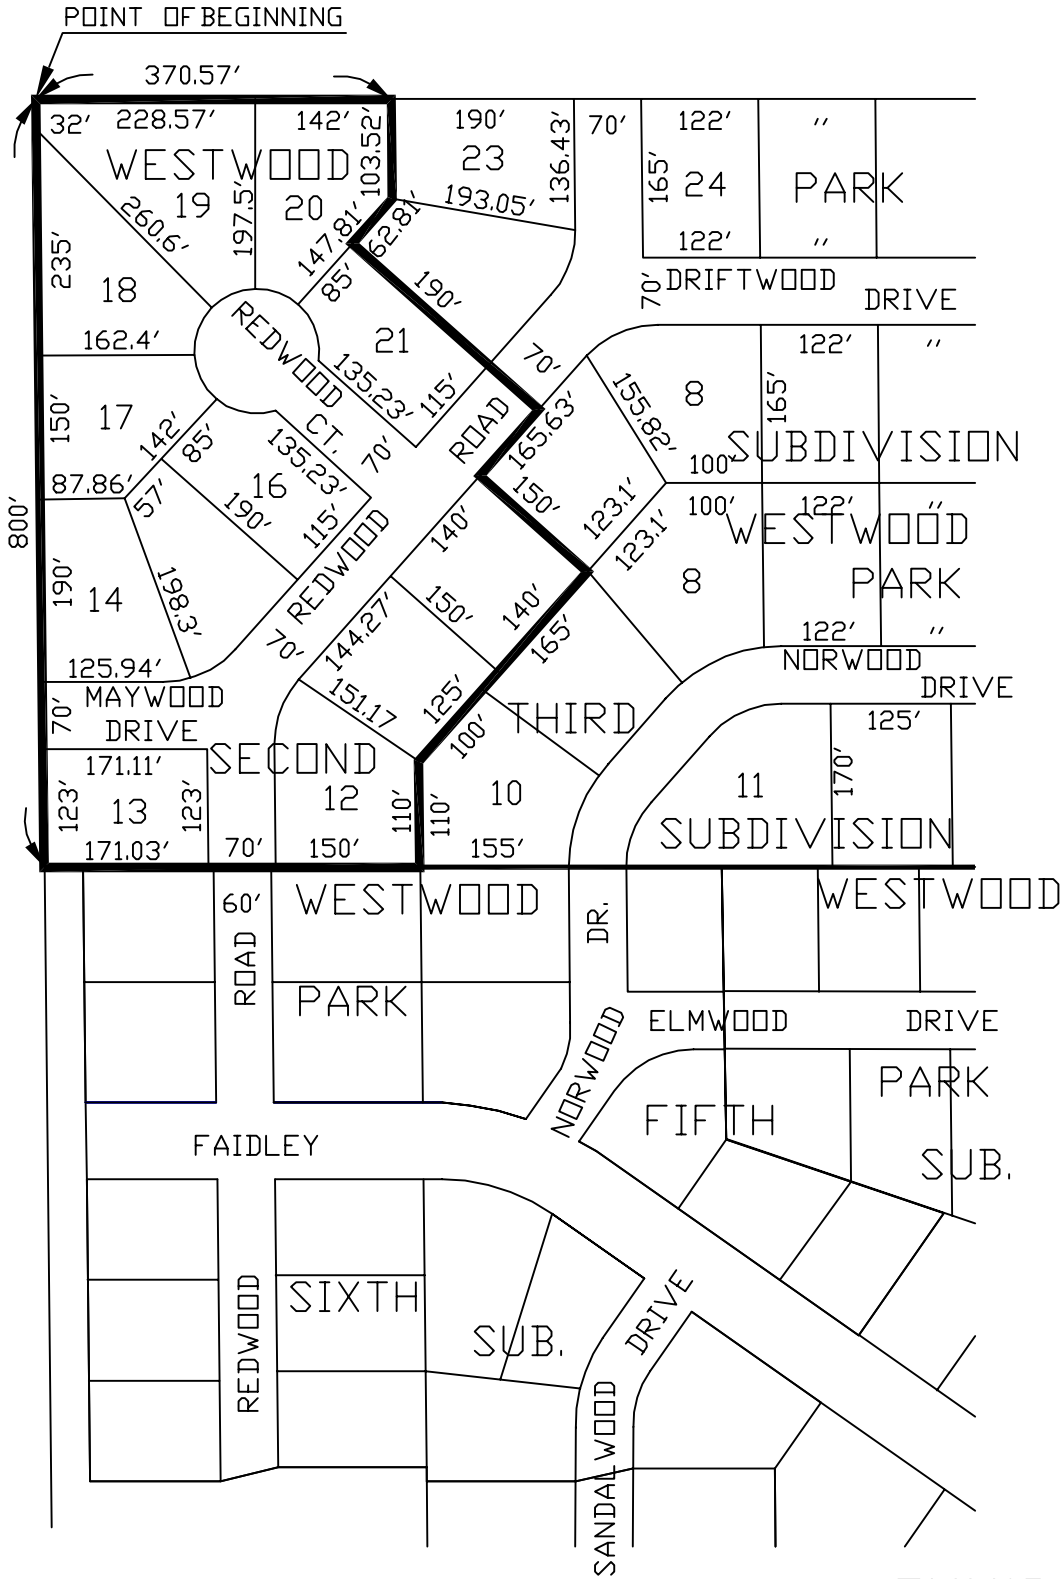 POINT OF BEGINNING
370.57'
32'
228.57'
142'
103.52'
190'
136.43'
70'
122'
"
WESTWOOD
23
165'
24
PARK
19
20
197.5'
260.6'
147.81'
62.81'
193.05'
122'
"
235'
18
85'
190'
70'
DRIFTWOOD
DRIVE
162.4'
REDWOOD
CT.
21
135.23'
115'
70'
122'
"
155.82'
8
165'
150'
17
142'
85'
135.23'
70'
ROAD
165.63'
SUBDIVISION
100'
87.86'
57'
16
190'
115'
140'
150'
123.1'
100'
122'
"
WESTWOOD
800'
190'
14
198.3'
REDWOOD
123.1'
8
PARK
144.27'
150'
140'
165'
122'
"
70'
125.94'
NORWOOD
DRIVE
MAYWOOD
DRIVE
70'
151.17
125'
100'
THIRD
125'
SECOND
171.11'
123'
13
123'
12
110'
110'
10
11
170'
SUBDIVISION
171.03'
70'
150'
155'
60'
WESTWOOD
WESTWOOD
DR.
ROAD
PARK
NORWOOD
ELMWOOD
DRIVE
PARK
FIFTH
FAIDLEY
SUB.
REDWOOD
SIXTH
SUB.
DRIVE
SANDALWOOD